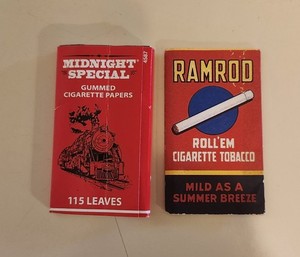 MIDNIGHT
SPECIAL
GUMMED
CIGARETTE PAPERS
115 LEAVES
RAMROD
ROLL'EM
CIGARETTE TOBACCO
MILD AS A
SUMMER BREEZE